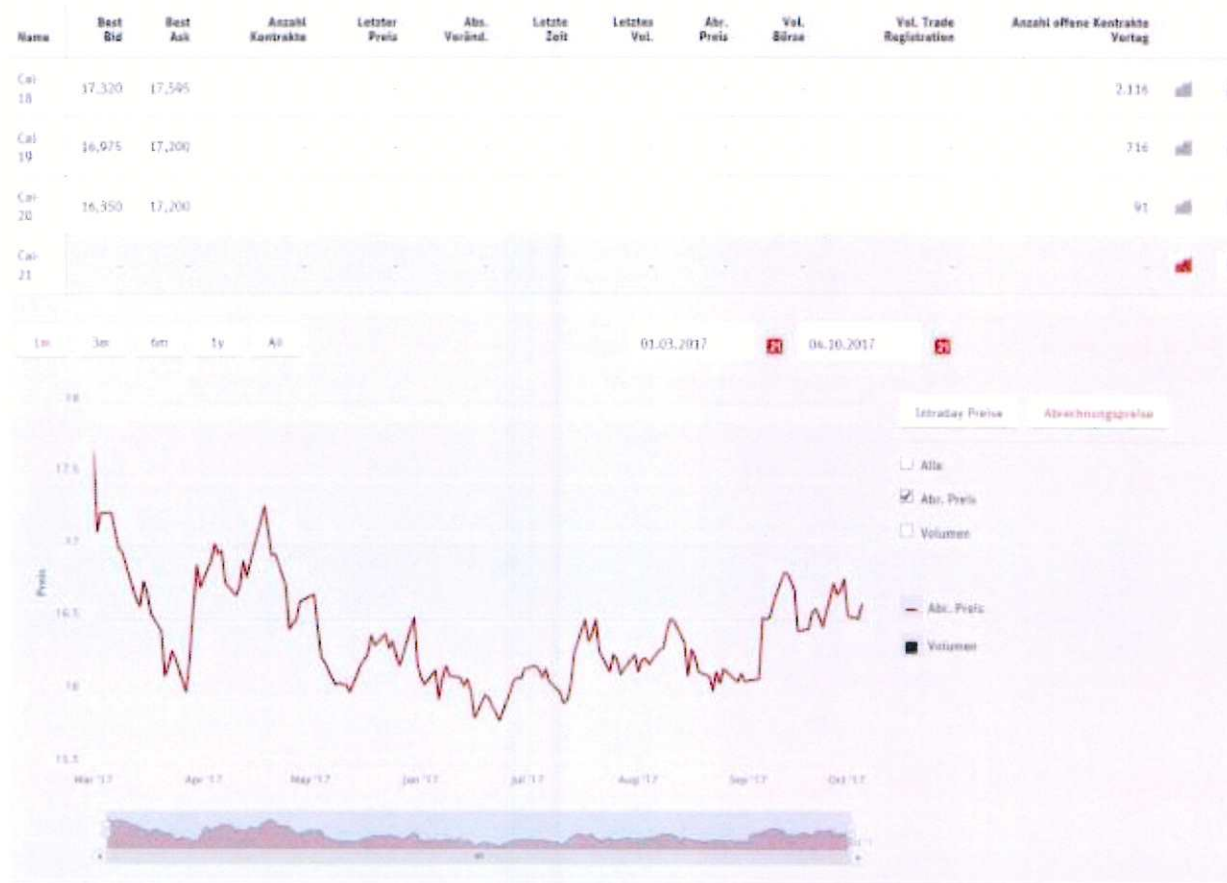 Name Best Bid Best Ask Anzahl Kontrakte Letzter Preis Abs. Veränd. Letzte Zeit Letztes Vol. Abr. Preis Vol. Börse Vol. Trade Registration Anzahl offene Kontrakte Vortag
Cal-18 17,320 17,595 - - - - - - - - 2.116
Cal-19 16,975 17,200 - - - - - - - - 716
Cal-20 16,350 17,200 - - - - - - - - 91
Cal-21 - - - - - - - - - - -
1m 3m 6m 1y All 01.03.2017 04.10.2017
Intraday Preise Abrechnungspreise
Alle
Abr. Preis
Volumen
Abr. Preis
Volumen
Preis
18
17.5
17
16.5
16
15.5
Mar '17 Apr '17 May '17 Jun '17 Jul '17 Aug '17 Sep '17 Oct '17